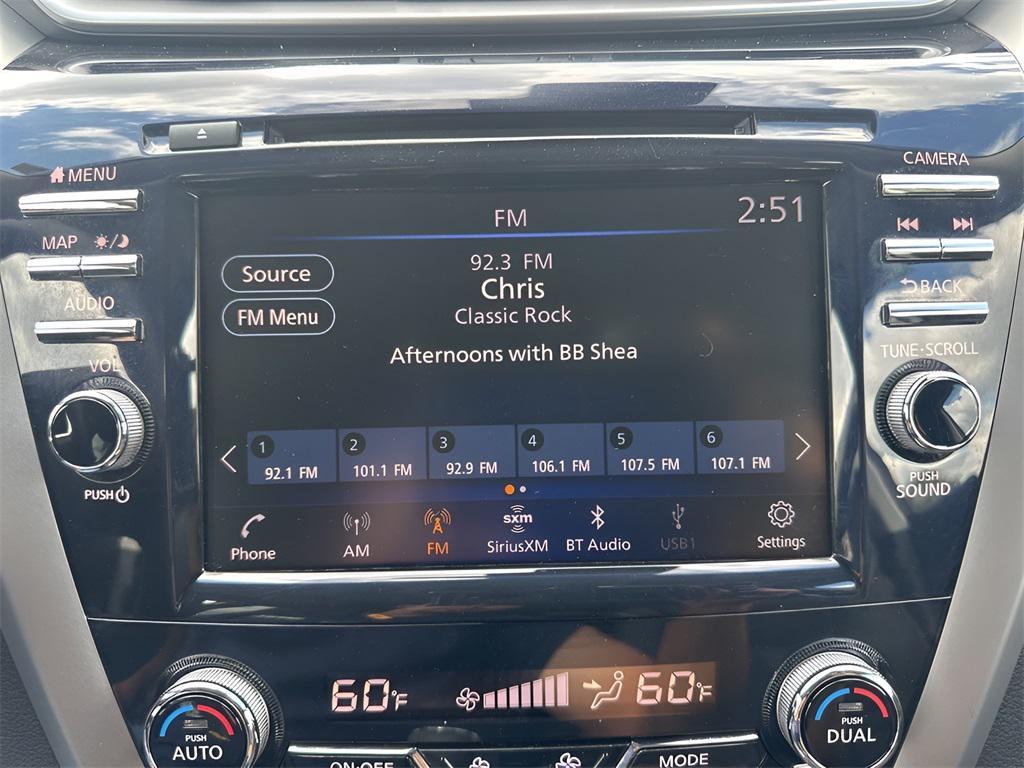 MENU
CAMERA
FM
2:51
MAP
Source
92.3 FM
Chris
FM Menu
Classic Rock
BACK
AUDIO
Afternoons with BB Shea
TUNE·SCROLL
VOL
1 2 3 4 5 6
92.1 FM 101.1 FM 92.9 FM 106.1 FM 107.5 FM 107.1 FM
PUSH
PUSH
SOUND
sxm
Phone AM FM SiriusXM BT Audio USB1 Settings
60°F 60°F
PUSH
AUTO
PUSH
DUAL
ON·OFF
MODE